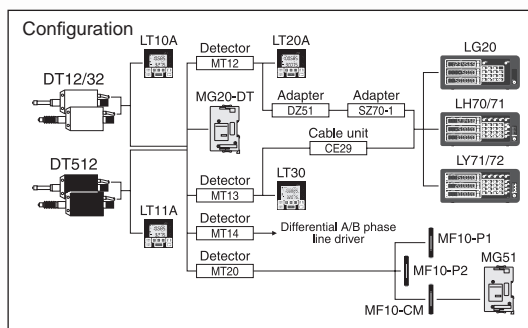 Configuration
LT10A
Detector
MT12
LT20A
LG20
DT12/32
MG20-DT
Adapter
DZ51
Adapter
SZ70-1
LH70/71
Cable unit
CE29
DT512
Detector
MT13
LT30
LY71/72
LT11A
Detector
MT14
Differential A/B phase
line driver
Detector
MT20
MF10-P1
MF10-P2
MG51
MF10-CM